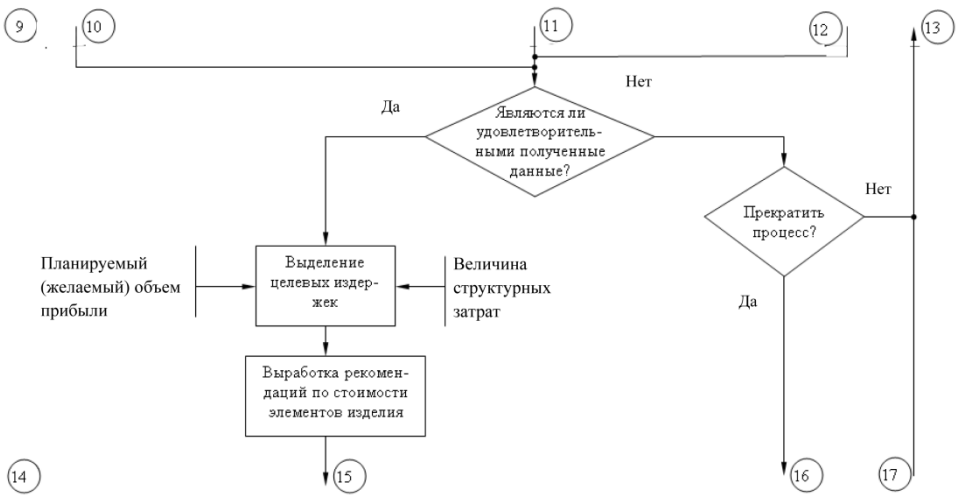 9
10
11
12
13
Нет
Да
Являются ли
удовлетворитель-
ными полученные
данные?
Нет
Прекратить
процесс?
Планируемый
(желаемый) объем
прибыли
Выделение
целевых издер-
жек
Величина
структурных
затрат
Да
Выработка рекомен-
даций по стоимости
элементов изделия
14
15
16
17